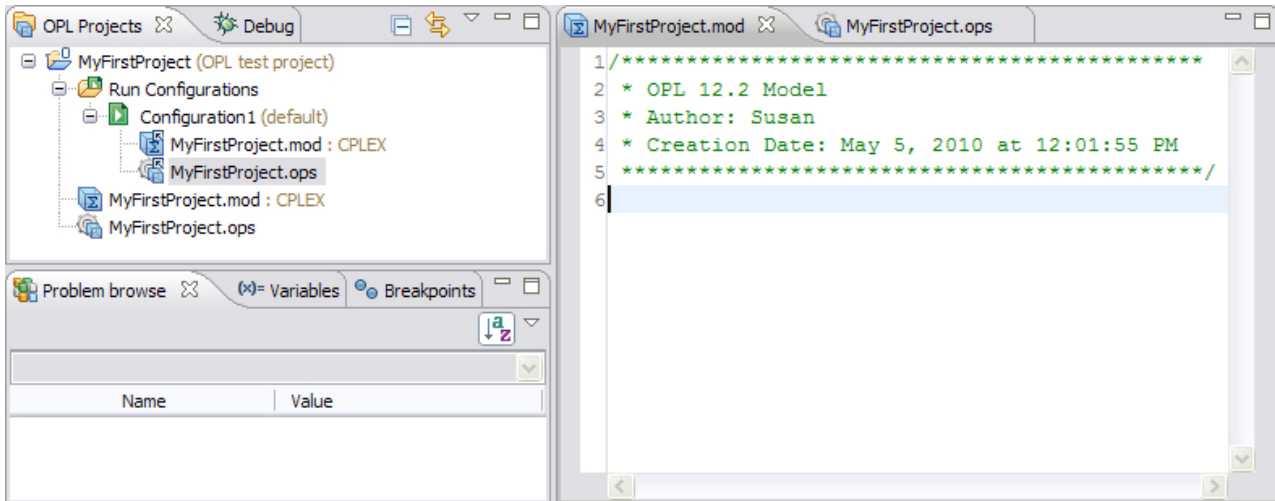 OPL Projects Debug
MyFirstProject (OPL test project)
Run Configurations
Configuration1 (default)
MyFirstProject.mod : CPLEX
MyFirstProject.ops
MyFirstProject.mod : CPLEX
MyFirstProject.ops
Problem browse (x)= Variables Breakpoints
a
z
Name Value
MyFirstProject.mod MyFirstProject.ops
1 /*********************************************
2 * OPL 12.2 Model
3 * Author: Susan
4 * Creation Date: May 5, 2010 at 12:01:55 PM
5 *********************************************/
6